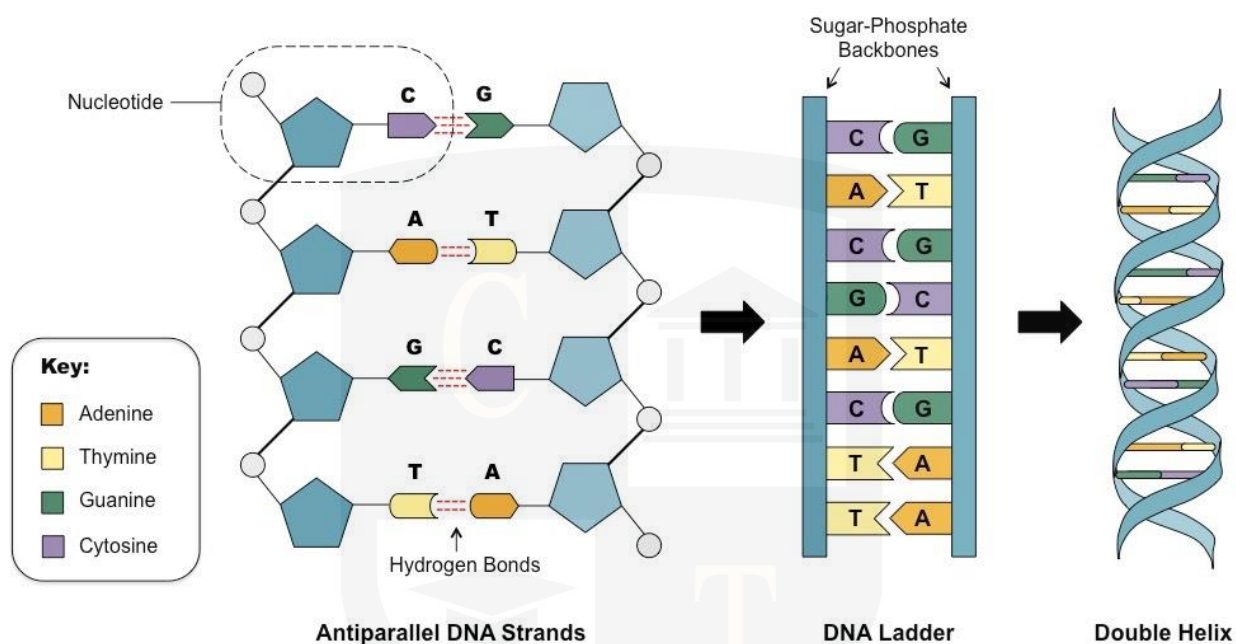 Sugar-Phosphate
Backbones
Nucleotide
C G
A T
G C
T A
Hydrogen Bonds
Key:
Adenine
Thymine
Guanine
Cytosine
C G
A T
C G
G C
A T
C G
T A
T A
C
T
Antiparallel DNA Strands
DNA Ladder
Double Helix